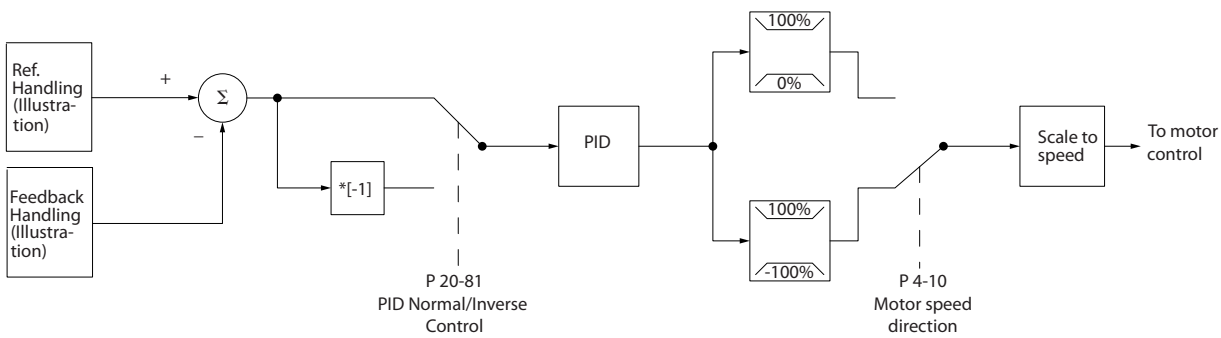 Ref.
Handling
(Illustra-
tion)
+
Σ
−
Feedback
Handling
(Illustra-
tion)
*[-1]
P 20-81
PID Normal/Inverse
Control
PID
100%
0%
100%
-100%
P 4-10
Motor speed
direction
Scale to
speed
To motor
control